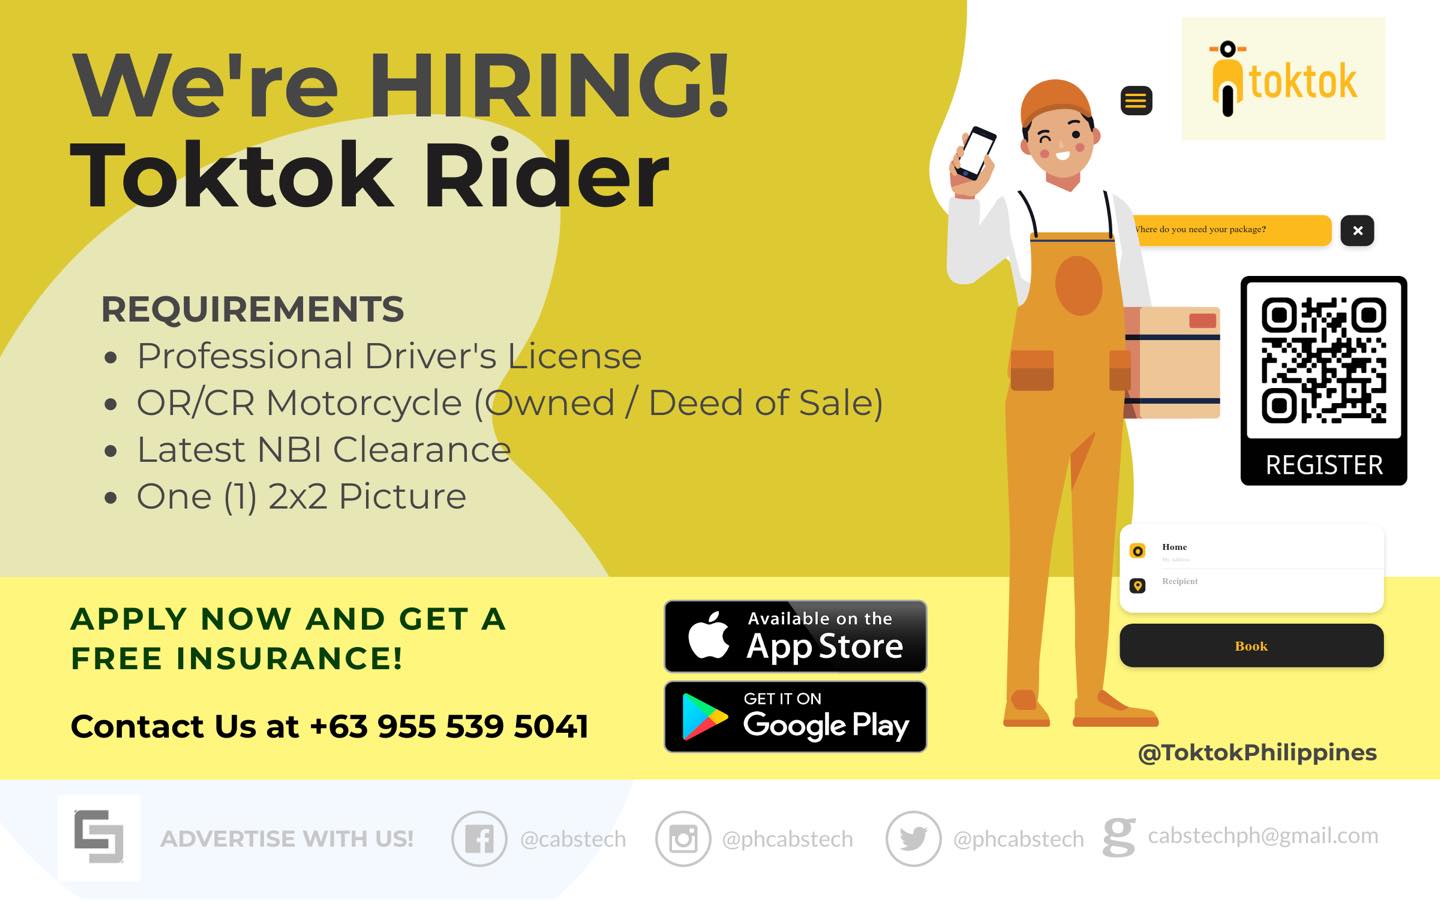 We're HIRING!
Toktok Rider
toktok
Where do you need your package?
REQUIREMENTS
• Professional Driver's License
• OR/CR Motorcycle (Owned / Deed of Sale)
• Latest NBI Clearance
• One (1) 2x2 Picture
REGISTER
Home
Recipient
Book
APPLY NOW AND GET A
FREE INSURANCE!
Contact Us at +63 955 539 5041
Available on the
App Store
GET IT ON
Google Play
@ToktokPhilippines
ADVERTISE WITH US!
@cabstech
@phcabstech
@phcabstech
cabstechph@gmail.com